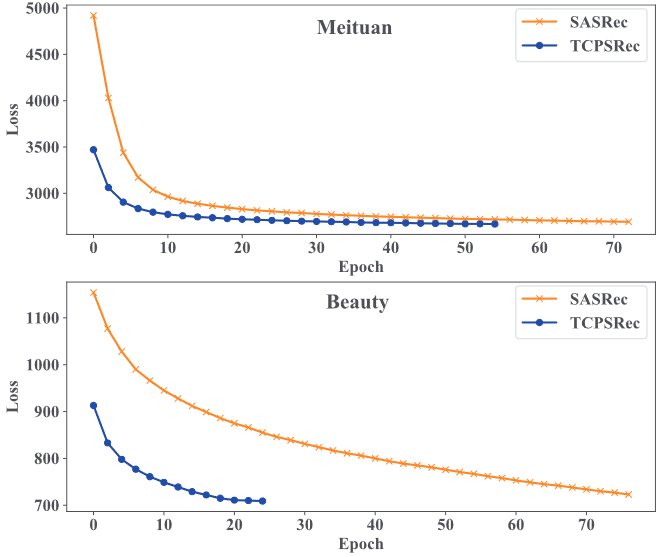 Meituan
SASRec
TCPSRec
Loss
5000
4500
4000
3500
3000
0 10 20 30 40 50 60 70
Epoch
Beauty
SASRec
TCPSRec
Loss
1100
1000
900
800
700
0 10 20 30 40 50 60 70
Epoch